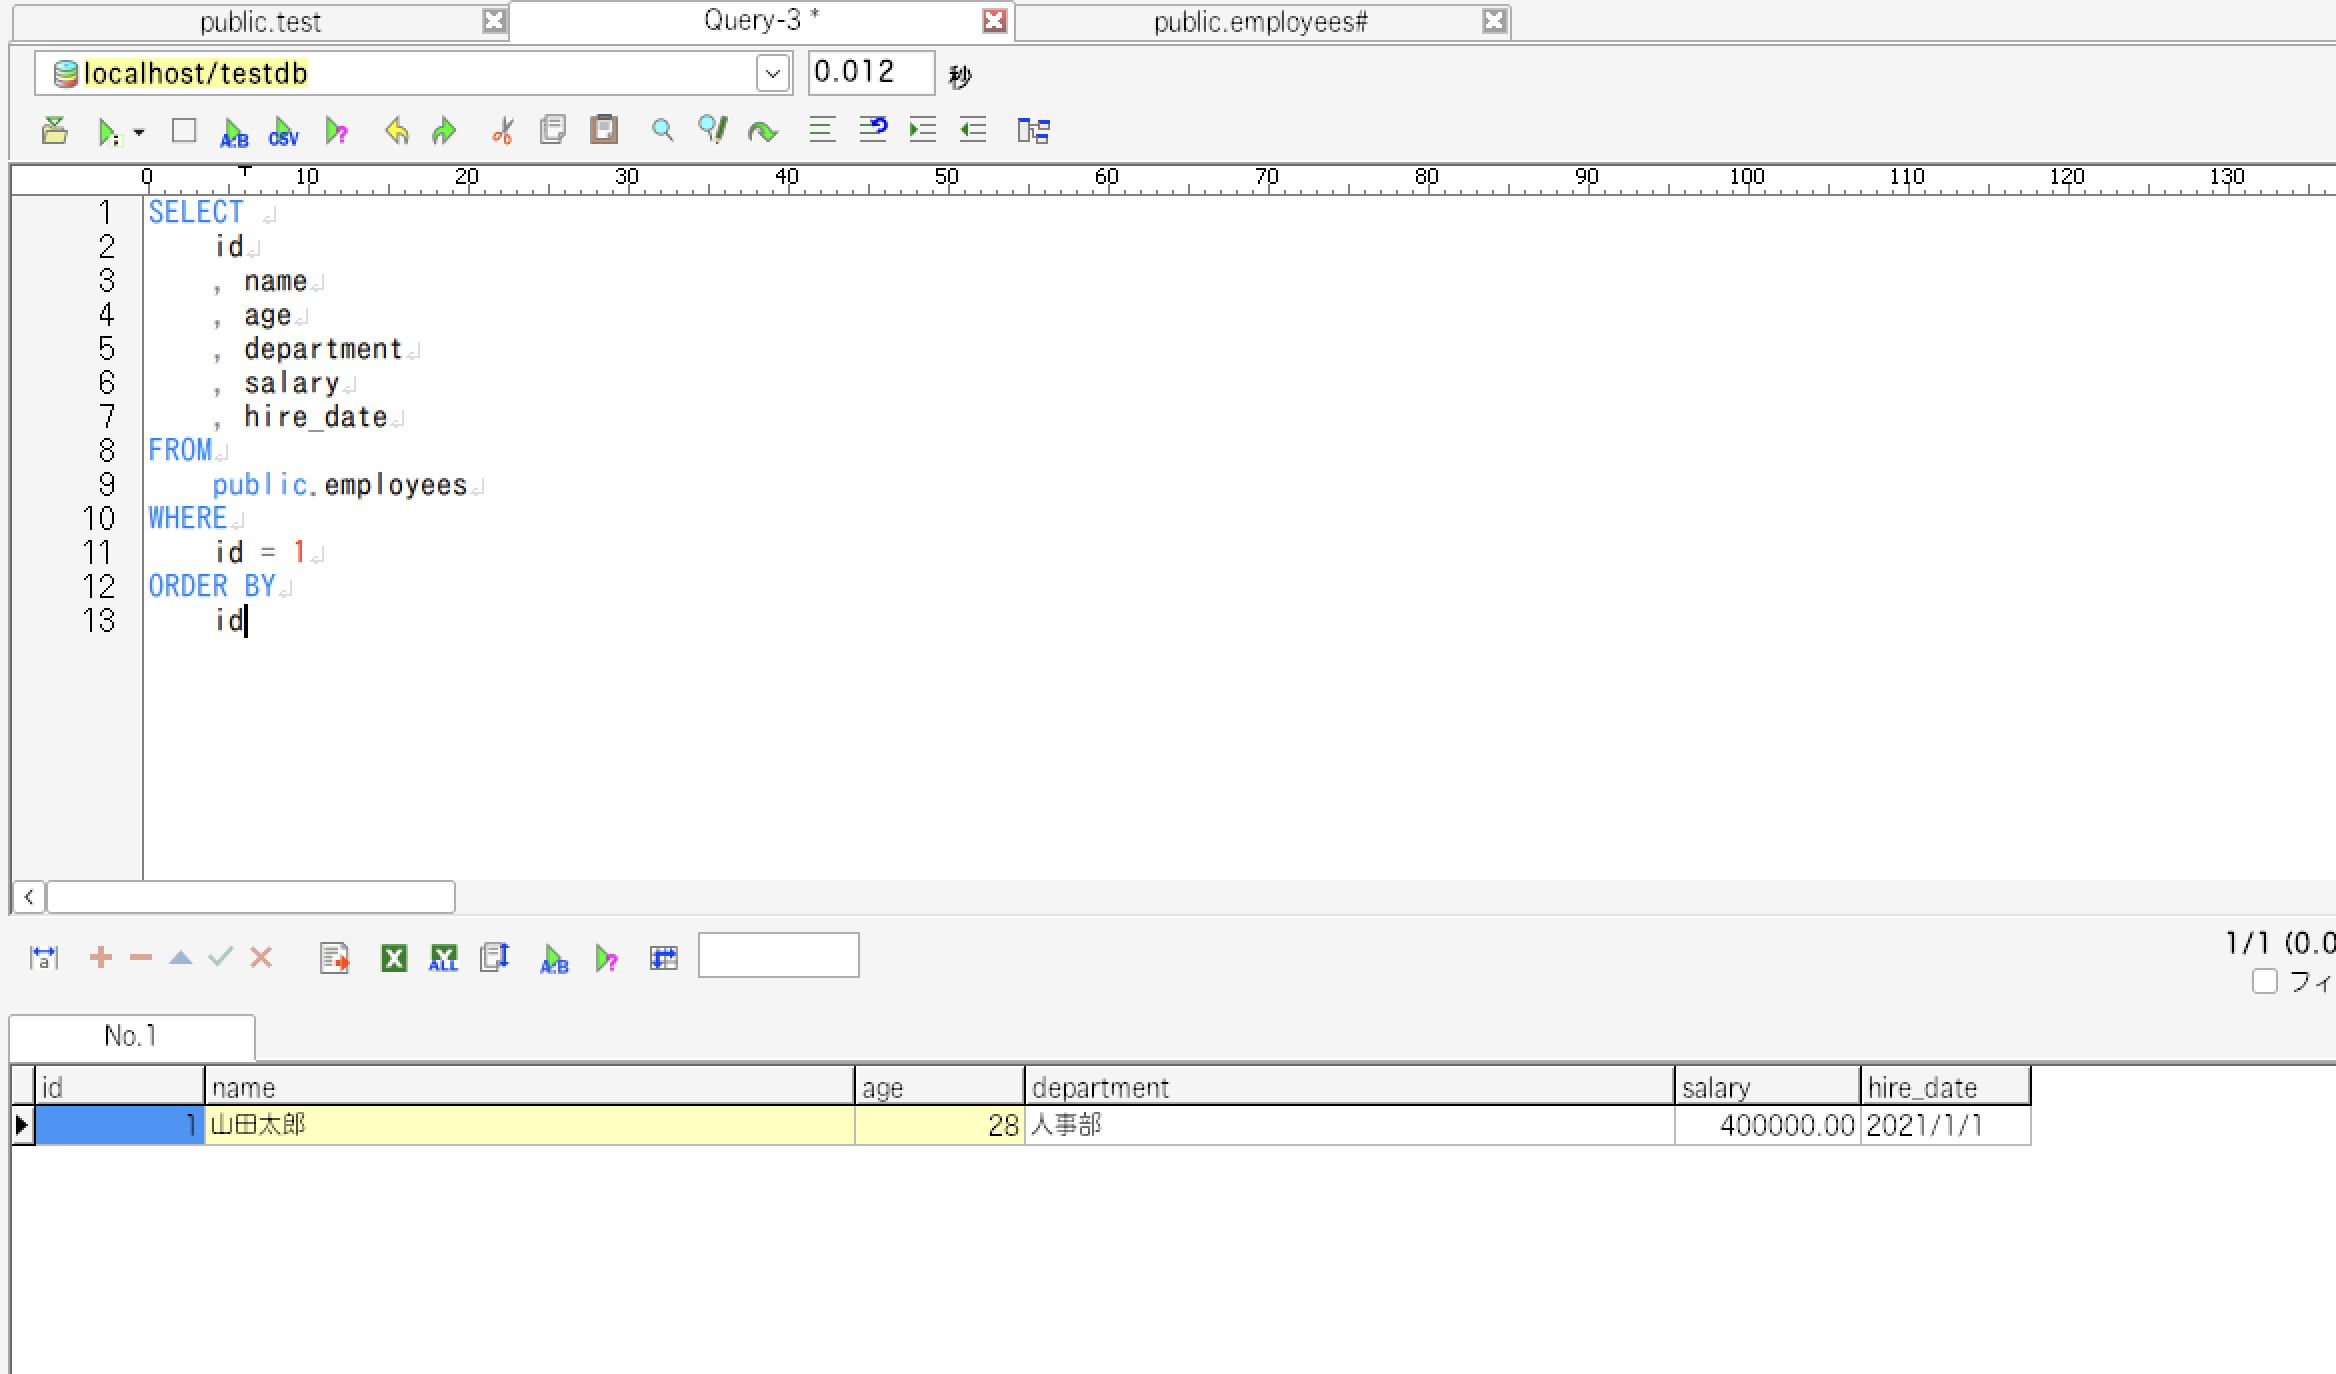 public.test Query-3 * public.employees#
localhost/testdb 0.012 秒
A:B CSV
0 10 20 30 40 50 60 70 80 90 100 110 120 130
1 SELECT
2 id
3 , name
4 , age
5 , department
6 , salary
7 , hire_date
8 FROM
9 public.employees
10 WHERE
11 id = 1
12 ORDER BY
13 id
a ALL A:B 1/1 (0.0
フィ
No.1
id name age department salary hire_date
1 山田太郎 28 人事部 400000.00 2021/1/1